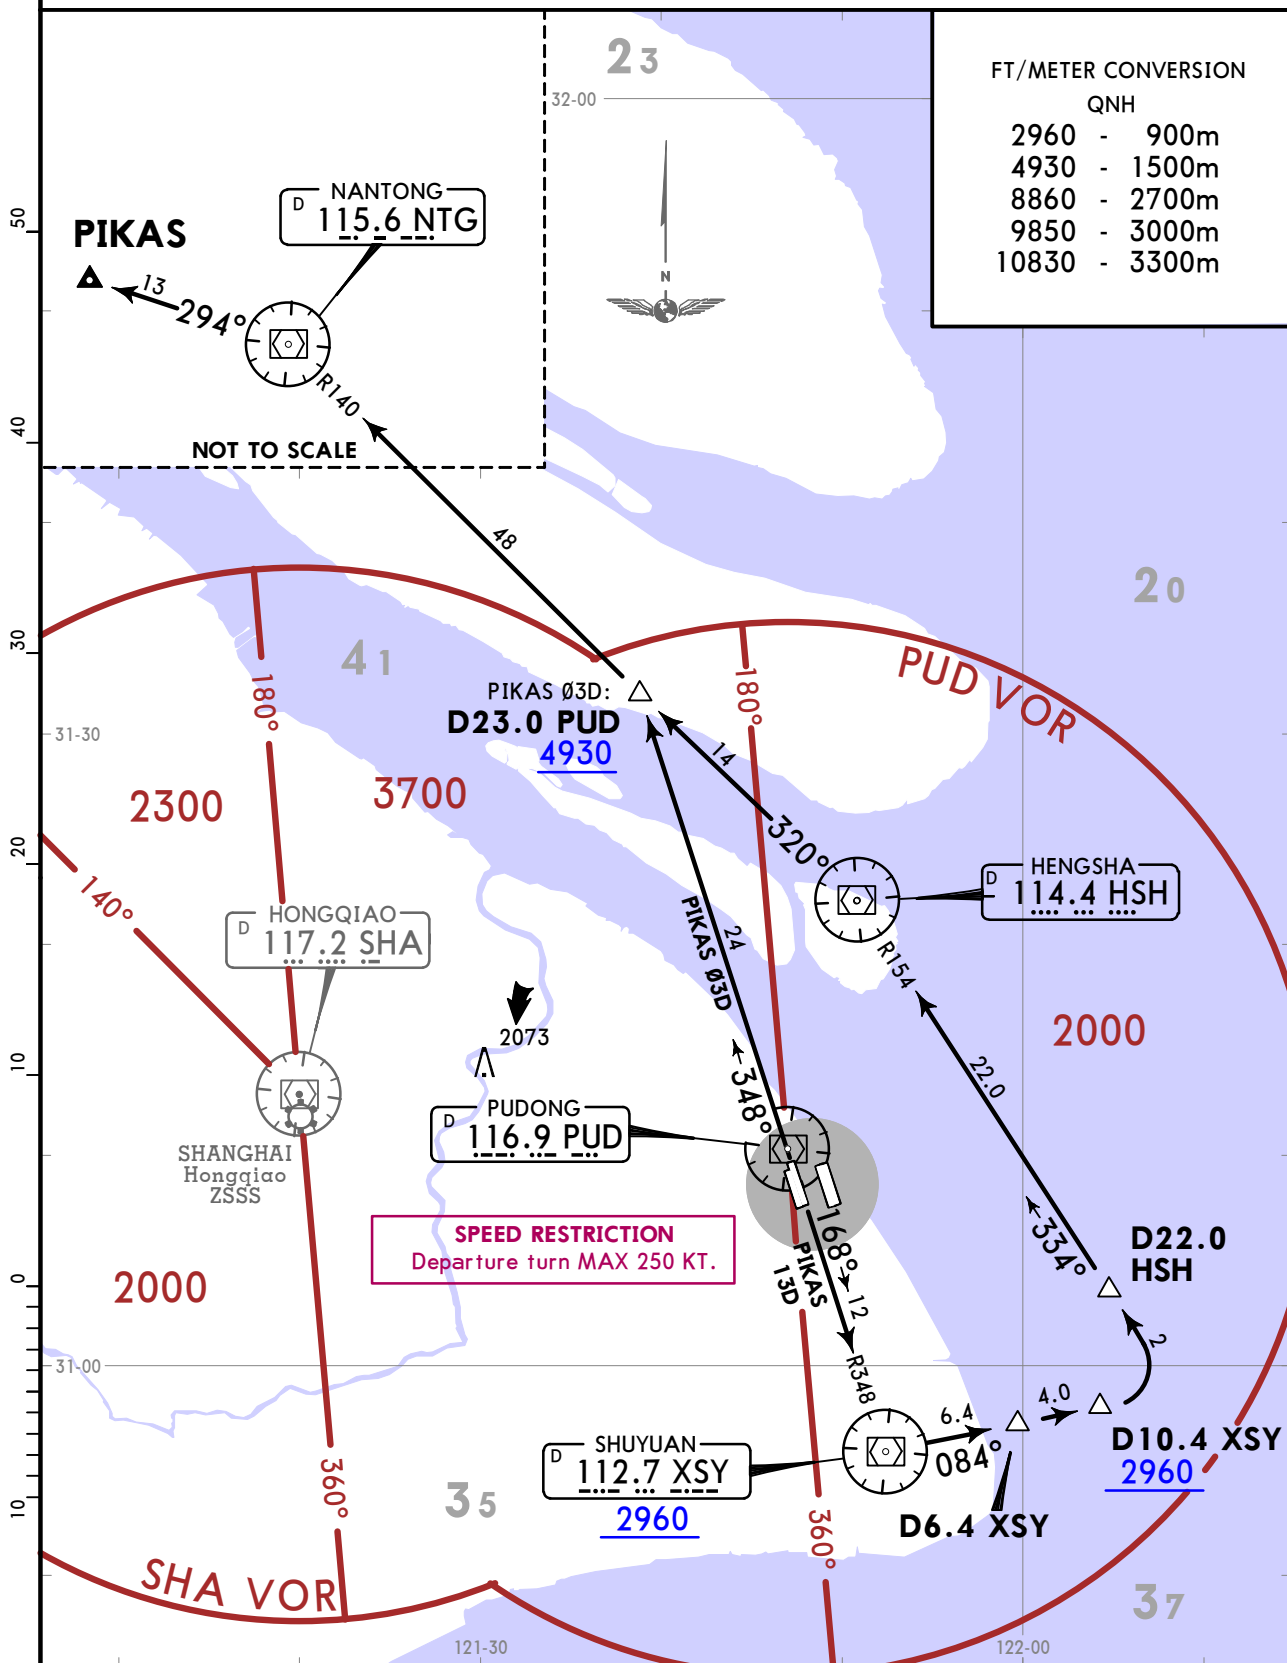 23
32-00
FT/METER CONVERSION
QNH
2960 - 900m
4930 - 1500m
8860 - 2700m
9850 - 3000m
10830 - 3300m
NANTONG
D 115.6 NTG
PIKAS
13
294°
R140
NOT TO SCALE
N
50
40
30
20
10
0
10
48
20
41
180°
PIKAS Ø3D:
D23.0 PUD
4930
180°
PUD VOR
31-30
14
2300
3700
320°
HENGSHA
D 114.4 HSH
140°
HONGQIAO
D 117.2 SHA
PIKAS Ø3D
24
R154
2073
2000
22.0
348°
PUDONG
D 116.9 PUD
SHANGHAI
Hongqiao
ZSSS
SPEED RESTRICTION
Departure turn MAX 250 KT.
168°
PIKAS
13D
12
334°
D22.0
HSH
2000
2
31-00
R348
6.4
4.0
084°
D10.4 XSY
2960
SHUYUAN
D 112.7 XSY
2960
360°
35
360°
D6.4 XSY
SHA VOR
37
121-30
122-00